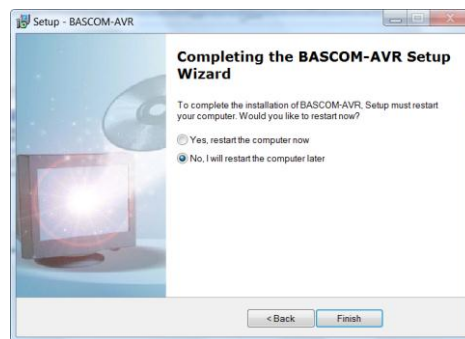 Setup - BASCOM-AVR
Completing the BASCOM-AVR Setup
Wizard
To complete the installation of BASCOM-AVR, Setup must restart
your computer. Would you like to restart now?
Yes, restart the computer now
No, I will restart the computer later
< Back
Finish